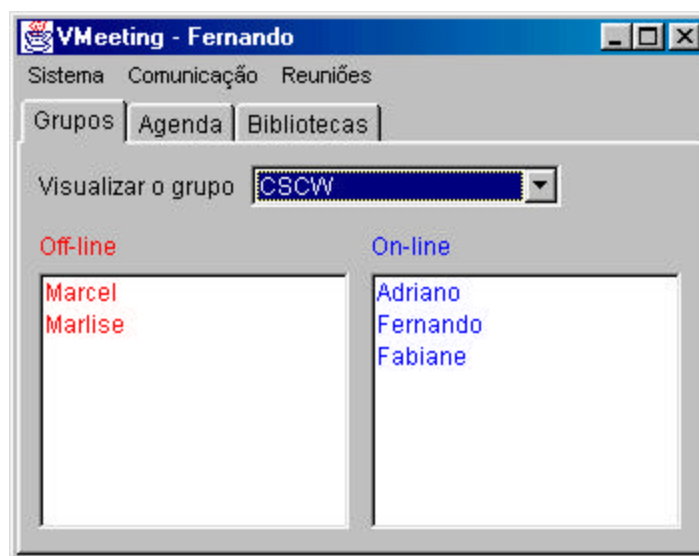 VMeeting - Fernando
Sistema Comunicação Reuniões
Grupos Agenda Bibliotecas
Visualizar o grupo CSCW
Off-line On-line
Marcel Adriano
Marlise Fernando
Fabiane